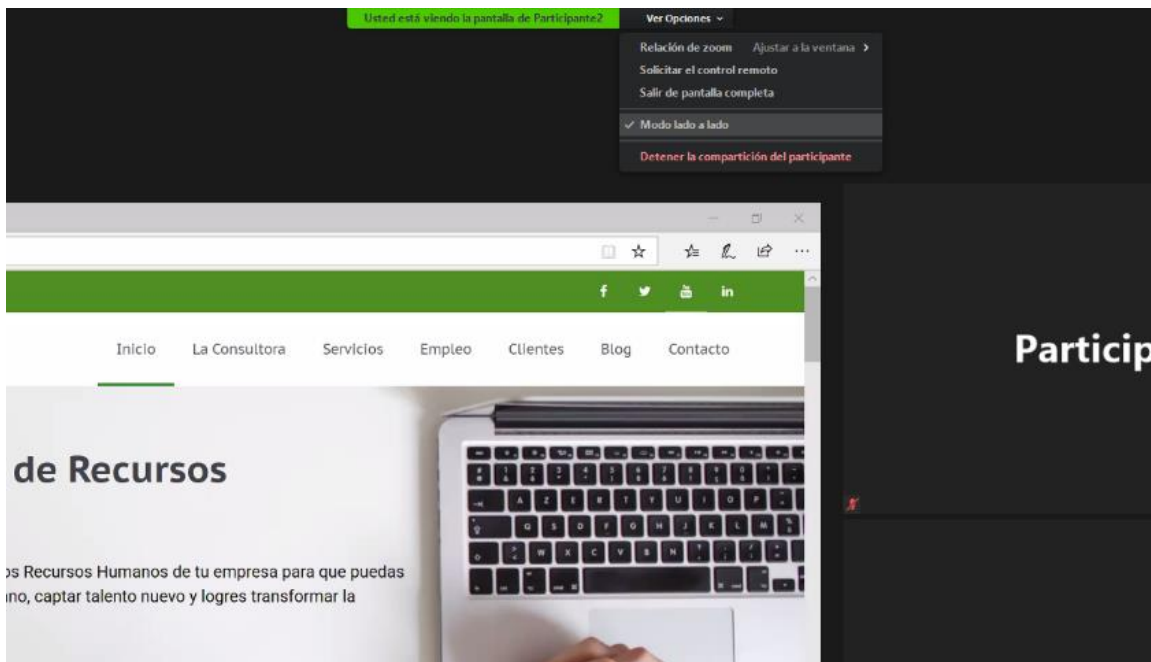 Usted está viendo la pantalla de Participante2
Ver Opciones
Relación de zoom Ajustar a la ventana
Solicitar el control remoto
Salir de pantalla completa
Modo lado a lado
Detener la compartición del participante
Inicio La Consultora Servicios Empleo Clientes Blog Contacto
Particip
de Recursos
os Recursos Humanos de tu empresa para que puedas
no, captar talento nuevo y logres transformar la